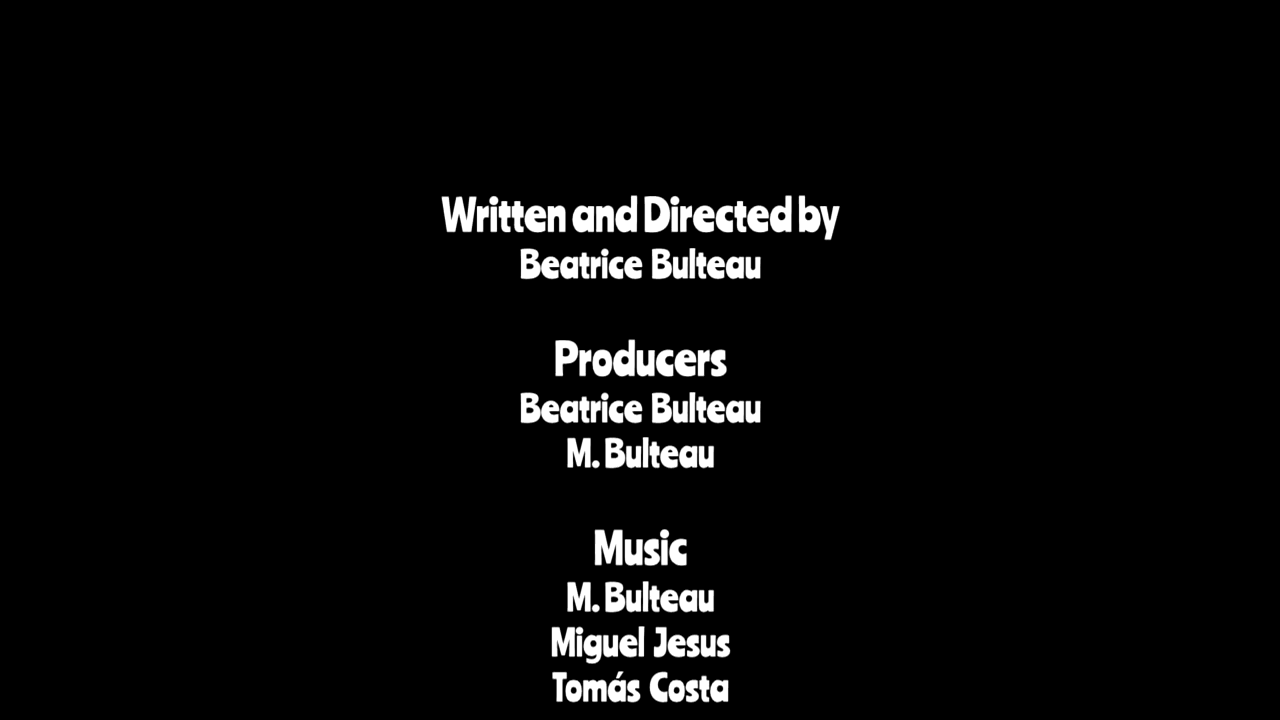 Written and Directed by
Beatrice Bulteau
Producers
Beatrice Bulteau
M. Bulteau
Music
M. Bulteau
Miguel Jesus
Tomás Costa